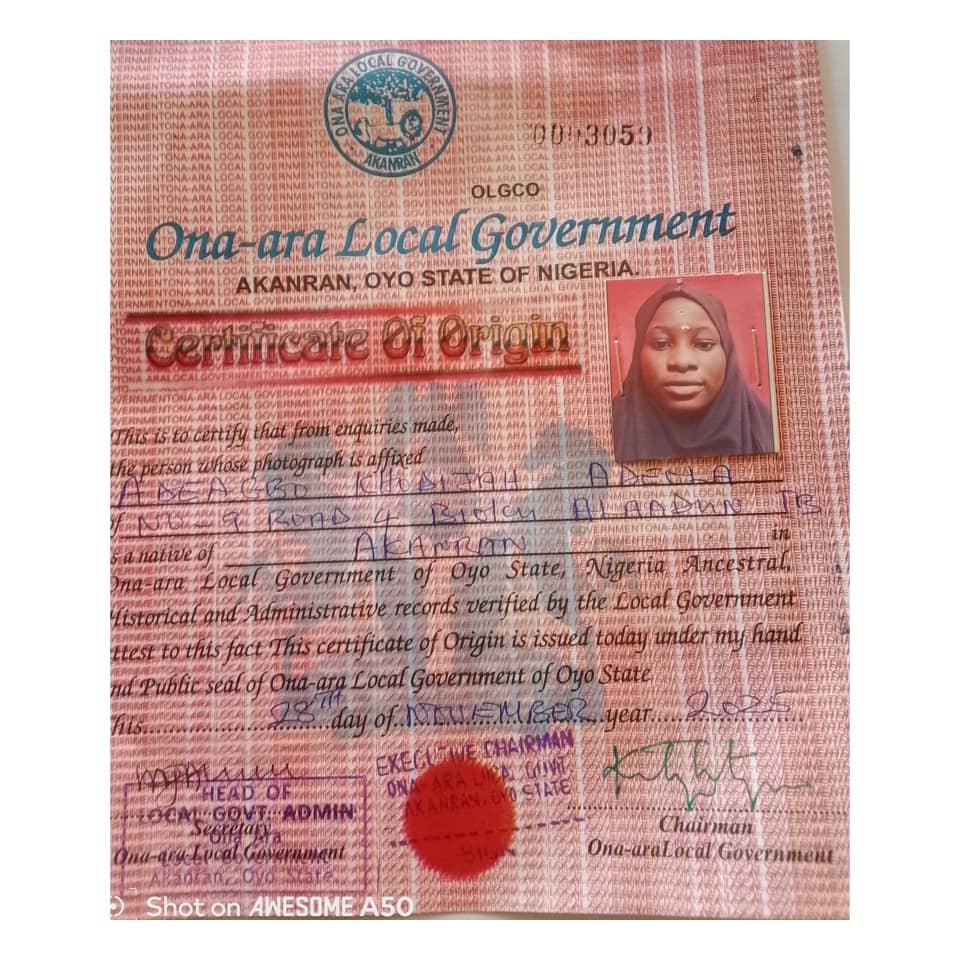 ONA-ARA LOCAL GOVERNMENT
AKANRAN
0003059
OLGCO
Ona-ara Local Government
AKANRAN, OYO STATE OF NIGERIA.
Certificate Of Origin
This is to certify that from enquiries made,
the person whose photograph is affixed
KHODIJAH
of NO-9 ROAD 4 ALAADUN IB
is a native of AKANRAN in
Ona-ara Local Government of Oyo State, Nigeria Ancestral,
Historical and Administrative records verified by the Local Government
attest to this fact This certificate of Origin is issued today under my hand
and Public seal of Ona-ara Local Government of Oyo State
this 28TH day of NOVEMBER year 2025
EXECUTIVE CHAIRMAN
ONA ARA LOCAL GOVT.
AKANRAN, OYO STATE
SIGN
HEAD OF
LOCAL GOVT. ADMIN
Ona Ara
Akanran, Oyo State
Secretary
Ona-ara Local Government
Chairman
Ona-araLocal Government
Shot on AWESOME A50